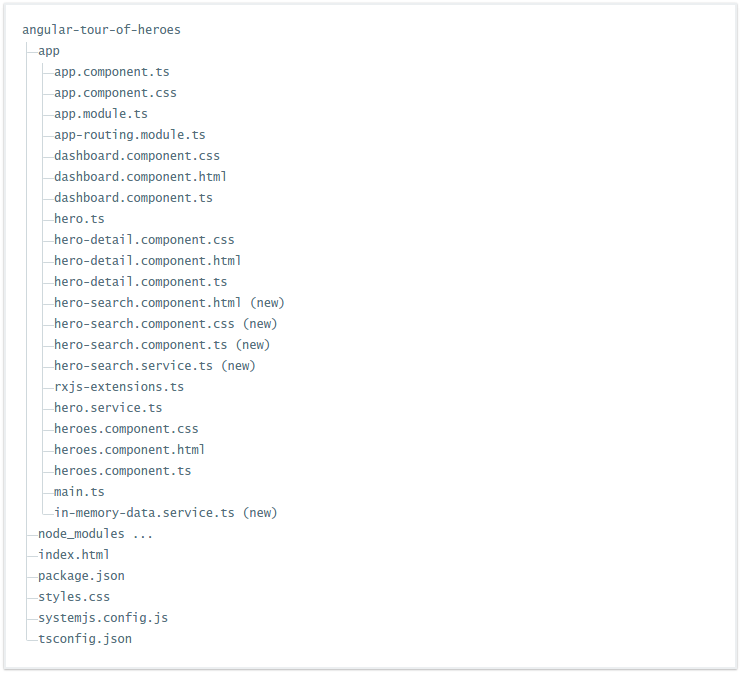 angular-tour-of-heroes
app
app.component.ts
app.component.css
app.module.ts
app-routing.module.ts
dashboard.component.css
dashboard.component.html
dashboard.component.ts
hero.ts
hero-detail.component.css
hero-detail.component.html
hero-detail.component.ts
hero-search.component.html (new)
hero-search.component.css (new)
hero-search.component.ts (new)
hero-search.service.ts (new)
rxjs-extensions.ts
hero.service.ts
heroes.component.css
heroes.component.html
heroes.component.ts
main.ts
in-memory-data.service.ts (new)
node_modules ...
index.html
package.json
styles.css
systemjs.config.js
tsconfig.json